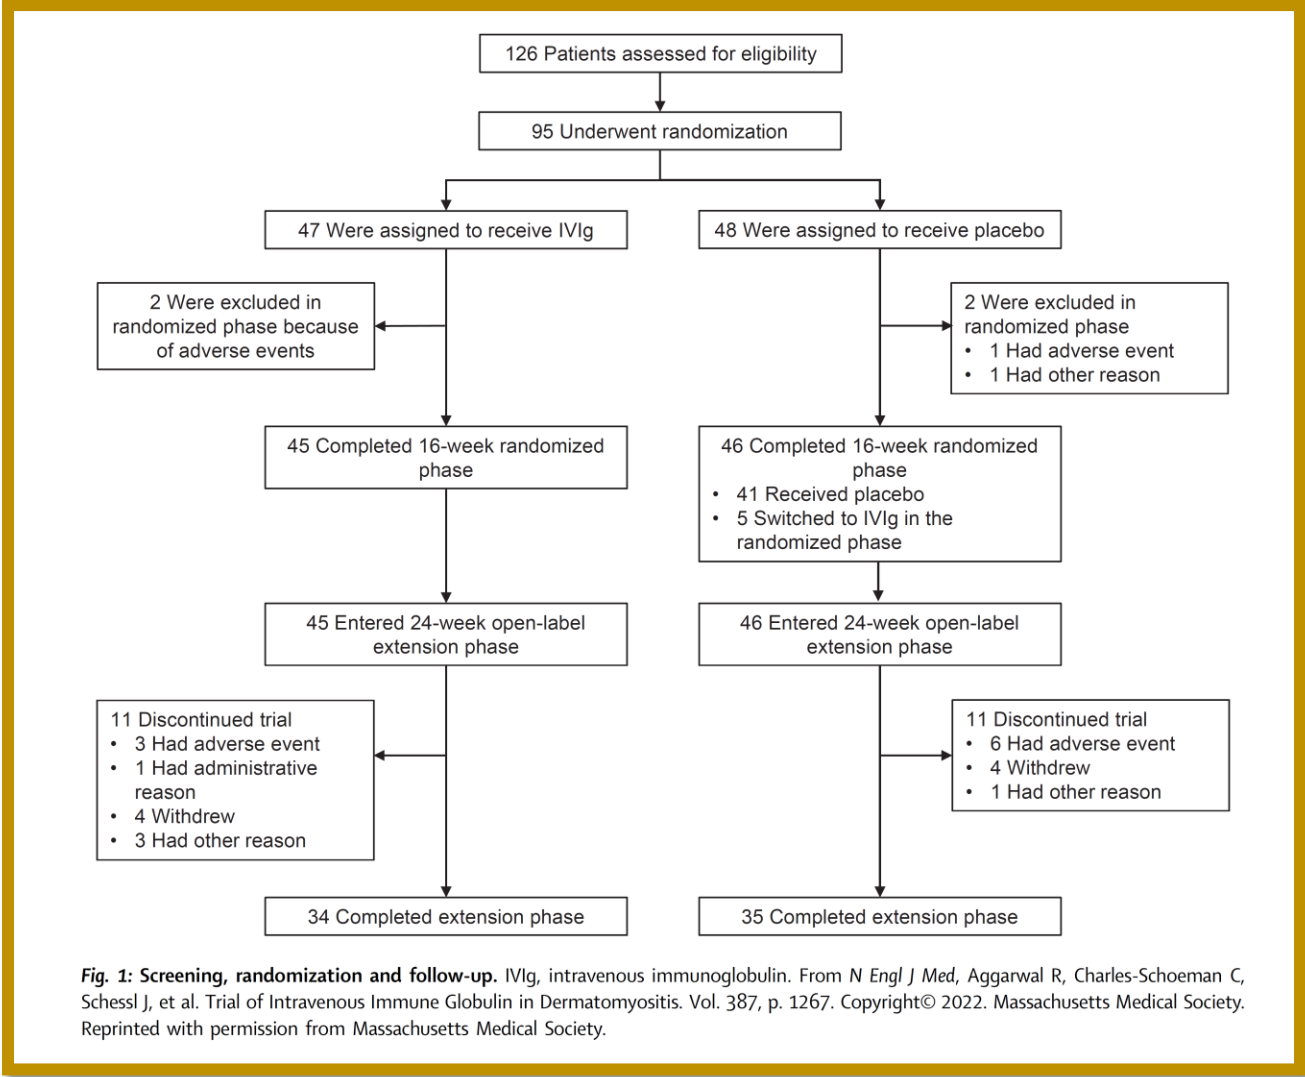 126 Patients assessed for eligibility
95 Underwent randomization
47 Were assigned to receive IVIg
48 Were assigned to receive placebo
2 Were excluded in
randomized phase because
of adverse events
2 Were excluded in
randomized phase
• 1 Had adverse event
• 1 Had other reason
45 Completed 16-week randomized
phase
46 Completed 16-week randomized
phase
• 41 Received placebo
• 5 Switched to IVIg in the
randomized phase
45 Entered 24-week open-label
extension phase
46 Entered 24-week open-label
extension phase
11 Discontinued trial
• 3 Had adverse event
• 1 Had administrative
reason
• 4 Withdrew
• 3 Had other reason
11 Discontinued trial
• 6 Had adverse event
• 4 Withdrew
• 1 Had other reason
34 Completed extension phase
35 Completed extension phase
Fig. 1: Screening, randomization and follow-up. IVIg, intravenous immunoglobulin. From N Engl J Med, Aggarwal R, Charles-Schoeman C,
Schessl J, et al. Trial of Intravenous Immune Globulin in Dermatomyositis. Vol. 387, p. 1267. Copyright© 2022. Massachusetts Medical Society.
Reprinted with permission from Massachusetts Medical Society.